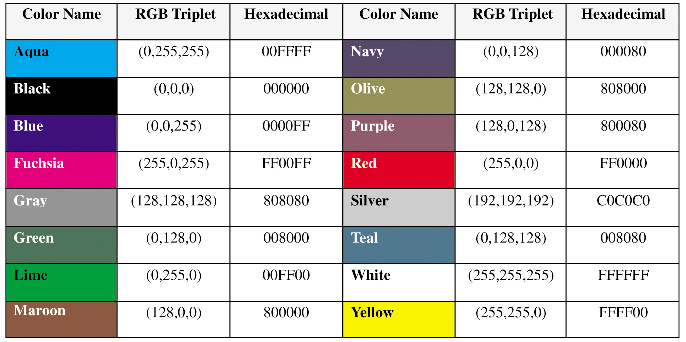 Color Name RGB Triplet Hexadecimal Color Name RGB Triplet Hexadecimal
Aqua (0,255,255) 00FFFF Navy (0,0,128) 000080
Black (0,0,0) 000000 Olive (128,128,0) 808000
Blue (0,0,255) 0000FF Purple (128,0,128) 800080
Fuchsia (255,0,255) FF00FF Red (255,0,0) FF0000
Gray (128,128,128) 808080 Silver (192,192,192) C0C0C0
Green (0,128,0) 008000 Teal (0,128,128) 008080
Lime (0,255,0) 00FF00 White (255,255,255) FFFFFF
Maroon (128,0,0) 800000 Yellow (255,255,0) FFFF00